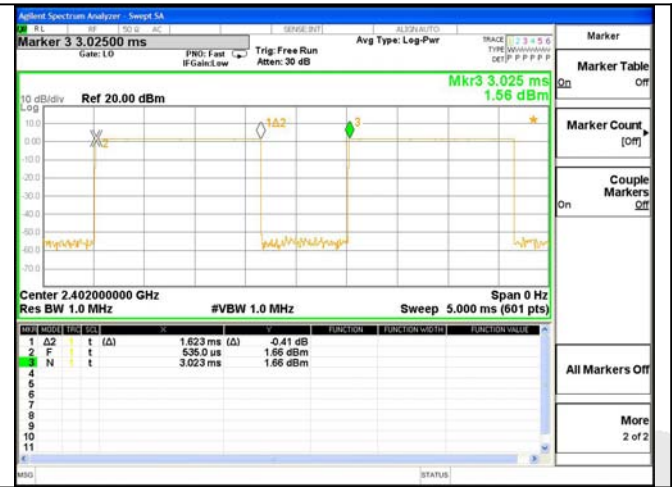 Agilent Spectrum Analyzer - Swept SA
RL RF 50 Ω AC SENSE:INT ALIGN AUTO
Marker 3 3.02500 ms
Gate: LO
PNO: Fast
IFGain:Low
Trig: Free Run
Atten: 30 dB
Avg Type: Log-Pwr
TRACE 1 2 3 4 5 6
TYPE
DET P P P P P P
Mkr3 3.025 ms
1.56 dBm
10 dB/div Ref 20.00 dBm
Log
10.0
0.00
-10.0
-20.0
-30.0
-40.0
-50.0
-60.0
-70.0
2
1Δ2
3
Center 2.402000000 GHz Span 0 Hz
Res BW 1.0 MHz #VBW 1.0 MHz Sweep 5.000 ms (601 pts)
MKR MODE TRC SCL X Y FUNCTION FUNCTION WIDTH FUNCTION VALUE
1 Δ2 1 t (Δ) 1.623 ms (Δ) -0.41 dB
2 F 1 t 535.0 µs 1.66 dBm
3 N 1 t 3.023 ms 1.66 dBm
4
5
6
7
8
9
10
11
MSG STATUS
Marker
Marker Table
On Off
Marker Count
[Off]
Couple
Markers
On Off
All Markers Off
More
2 of 2